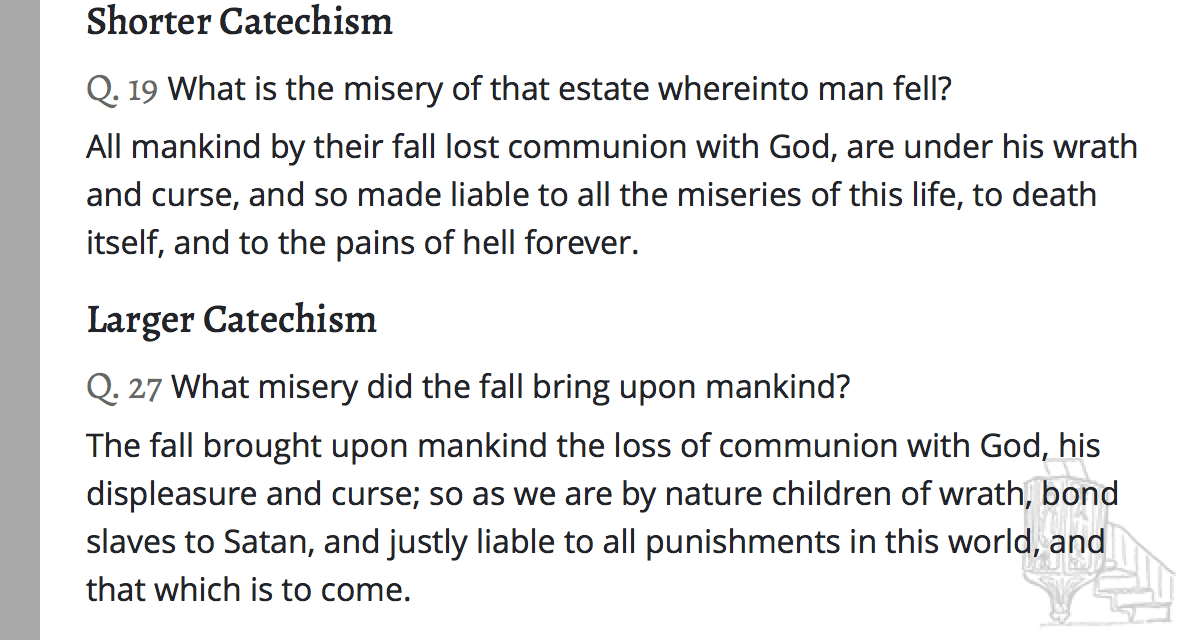 Shorter Catechism
Q. 19 What is the misery of that estate whereinto man fell?
All mankind by their fall lost communion with God, are under his wrath
and curse, and so made liable to all the miseries of this life, to death
itself, and to the pains of hell forever.
Larger Catechism
Q. 27 What misery did the fall bring upon mankind?
The fall brought upon mankind the loss of communion with God, his
displeasure and curse; so as we are by nature children of wrath, bond
slaves to Satan, and justly liable to all punishments in this world, and
that which is to come.